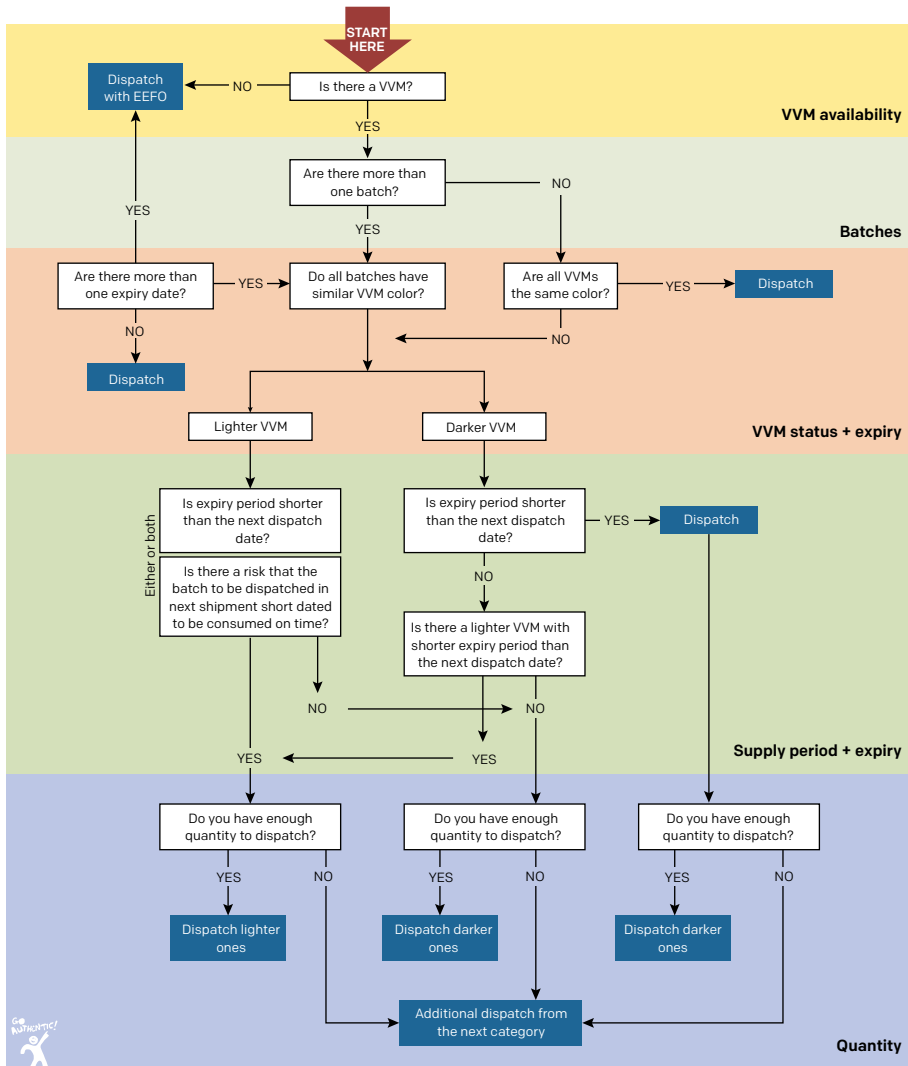 START
HERE
Is there a VVM?
NO
Dispatch
with EEFO
YES
VVM availability
Are there more than
one batch?
NO
YES
YES
Batches
Are there more than
one expiry date?
YES
Do all batches have
similar VVM color?
Are all VVMs
the same color?
YES
Dispatch
NO
NO
Dispatch
Lighter VVM
Darker VVM
VVM status + expiry
Either or both
Is expiry period shorter
than the next dispatch
date?
Is there a risk that the
batch to be dispatched in
next shipment short dated
to be consumed on time?
Is expiry period shorter
than the next dispatch
date?
YES
Dispatch
NO
Is there a lighter VVM with
shorter expiry period than
the next dispatch date?
NO
NO
YES
YES
Supply period + expiry
Do you have enough
quantity to dispatch?
Do you have enough
quantity to dispatch?
Do you have enough
quantity to dispatch?
YES
NO
YES
NO
YES
NO
Dispatch lighter
ones
Dispatch darker
ones
Dispatch darker
ones
Additional dispatch from
the next category
Quantity
GO
AUTHENTIC!